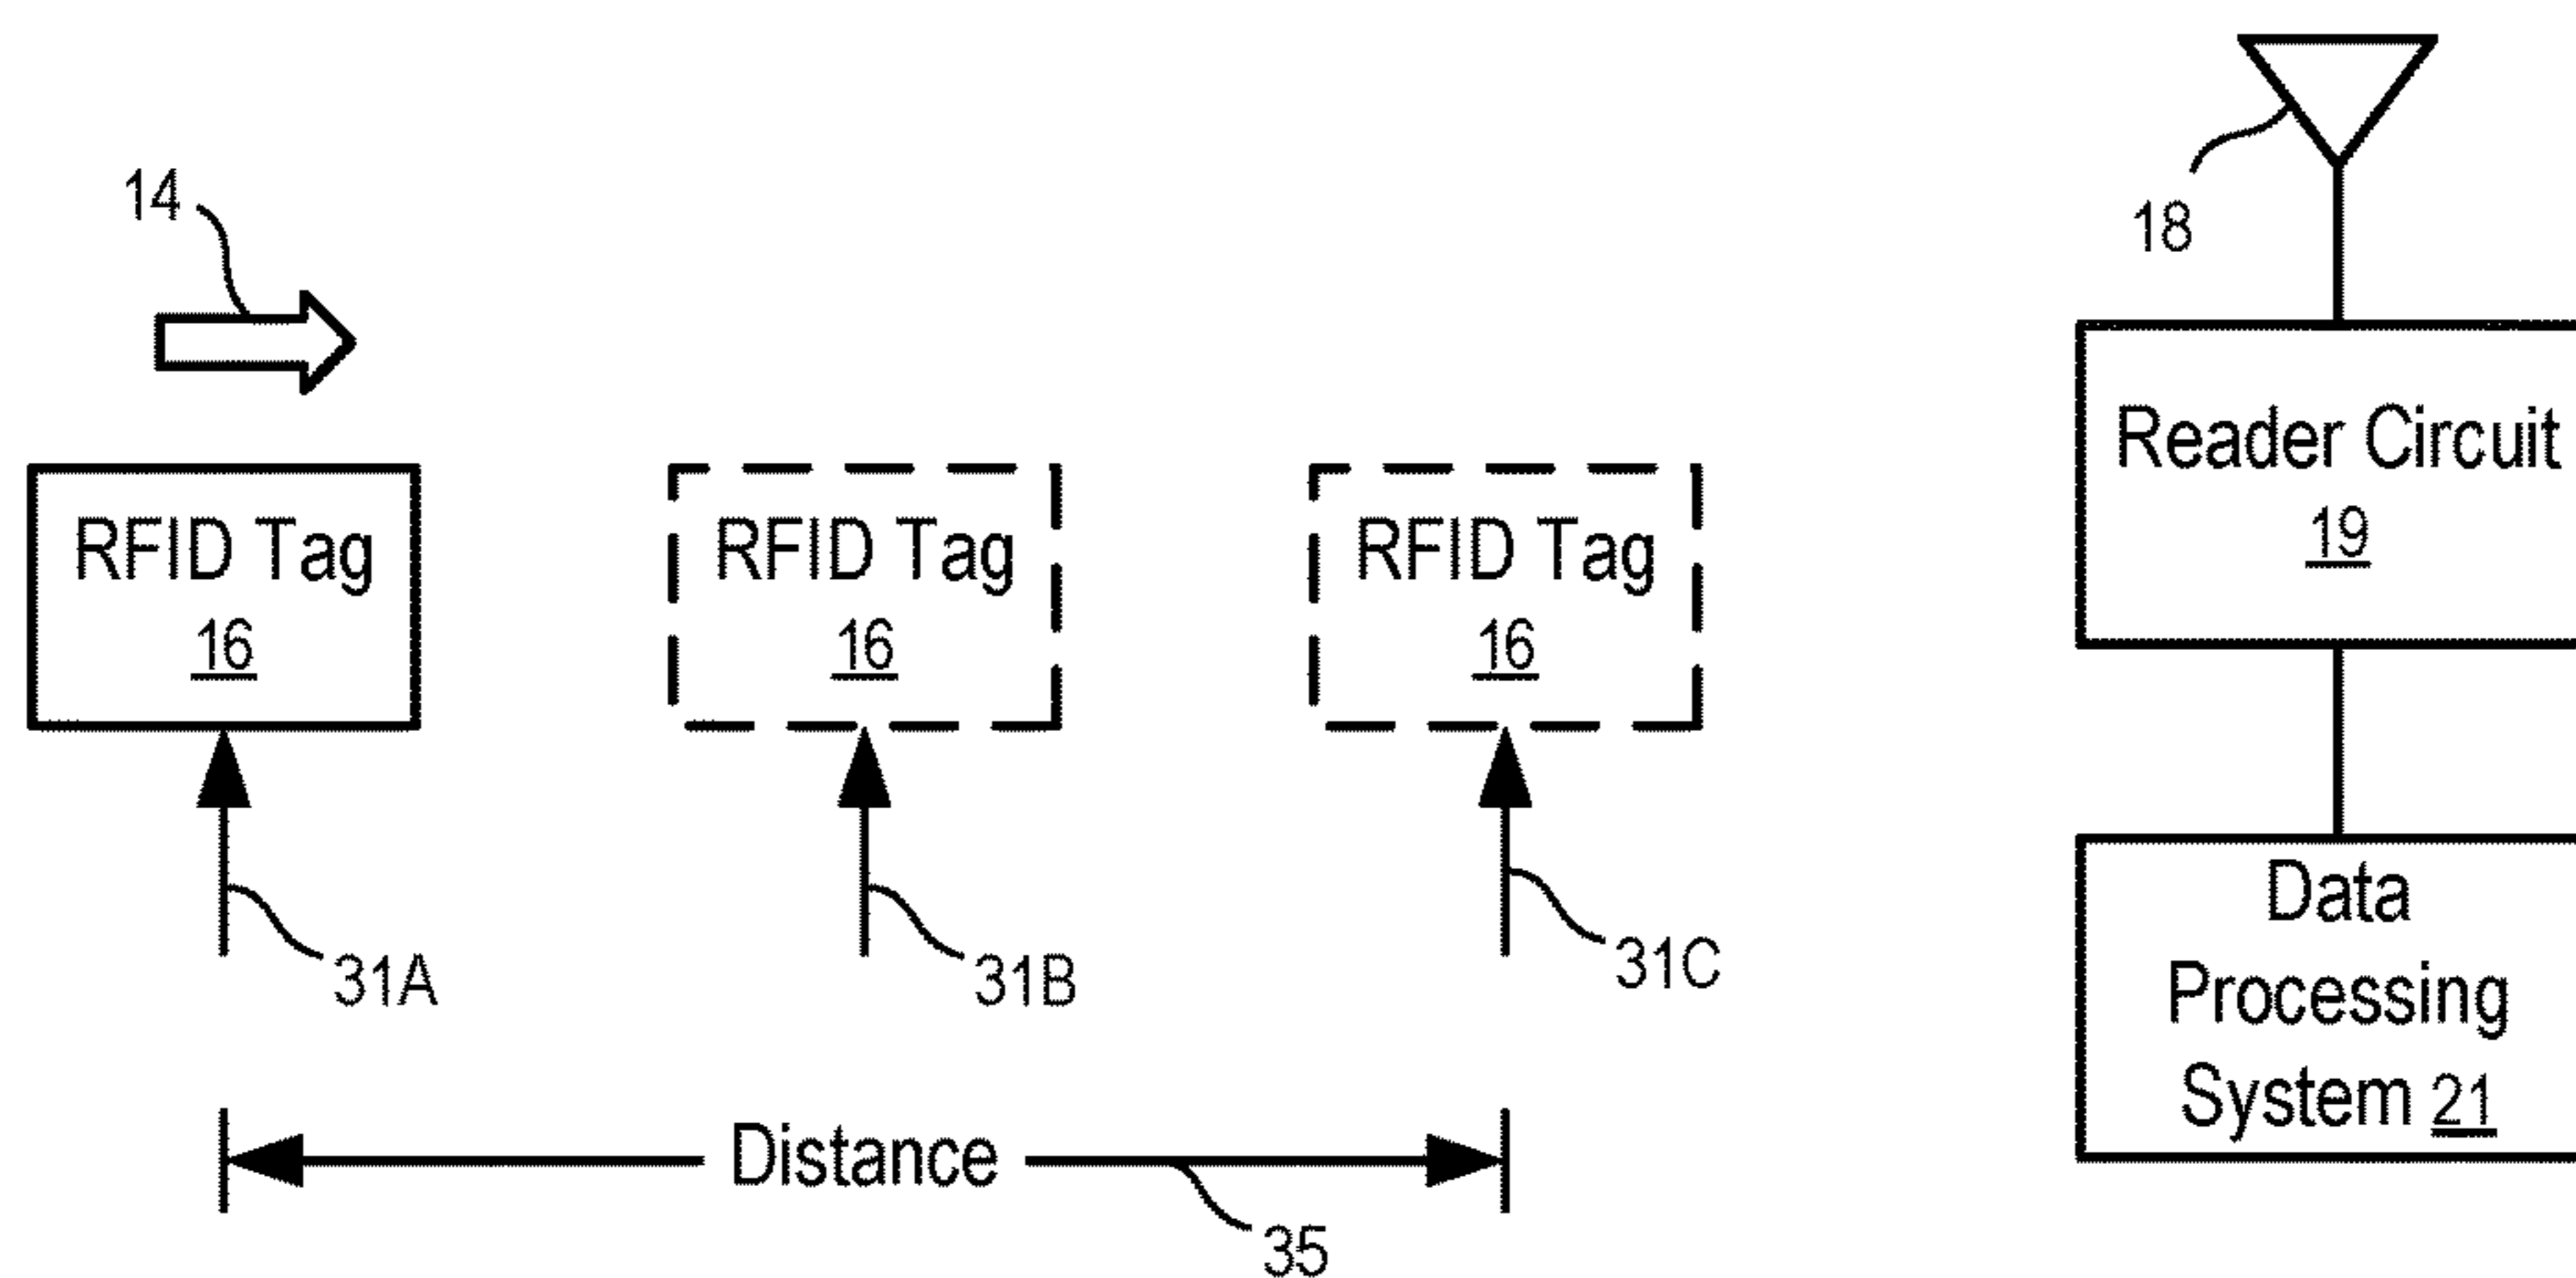 14
18
RFID Tag
16
RFID Tag
16
RFID Tag
16
Reader Circuit
19
31A
31B
31C
Data
Processing
System 21
Distance
35